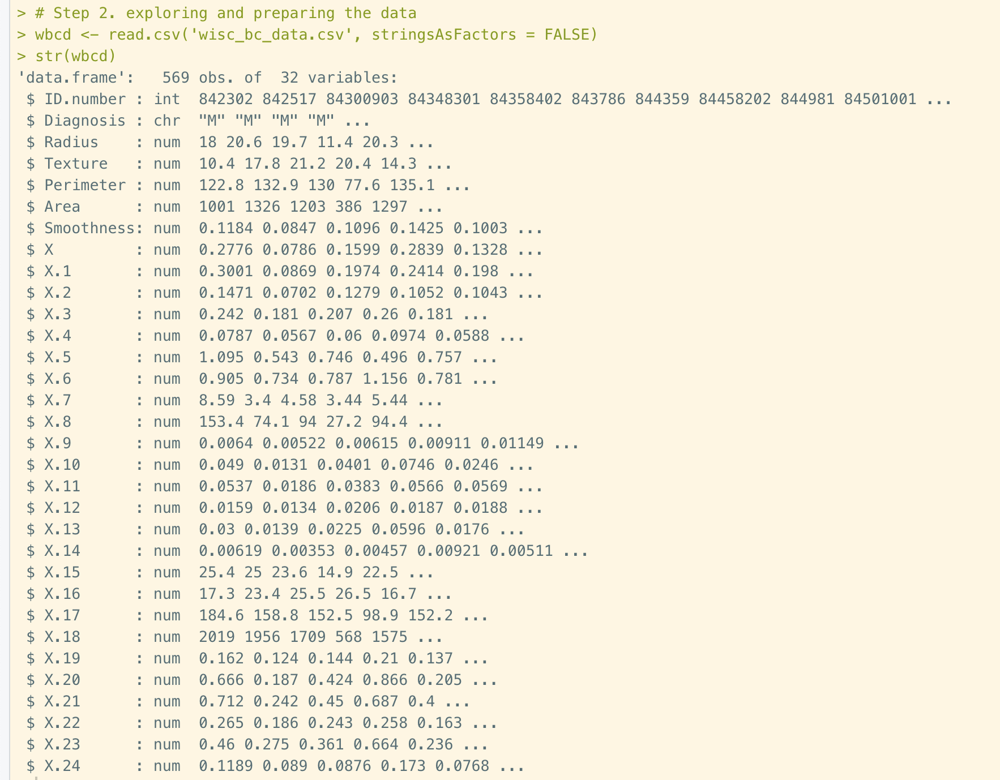 > # Step 2. exploring and preparing the data
> wbcd <- read.csv('wisc_bc_data.csv', stringsAsFactors = FALSE)
> str(wbcd)
'data.frame':   569 obs. of  32 variables:
 $ ID.number : int  842302 842517 84300903 84348301 84358402 843786 844359 84458202 844981 84501001 ...
 $ Diagnosis : chr  "M" "M" "M" "M" ...
 $ Radius    : num  18 20.6 19.7 11.4 20.3 ...
 $ Texture   : num  10.4 17.8 21.2 20.4 14.3 ...
 $ Perimeter : num  122.8 132.9 130 77.6 135.1 ...
 $ Area      : num  1001 1326 1203 386 1297 ...
 $ Smoothness: num  0.1184 0.0847 0.1096 0.1425 0.1003 ...
 $ X         : num  0.2776 0.0786 0.1599 0.2839 0.1328 ...
 $ X.1       : num  0.3001 0.0869 0.1974 0.2414 0.198 ...
 $ X.2       : num  0.1471 0.0702 0.1279 0.1052 0.1043 ...
 $ X.3       : num  0.242 0.181 0.207 0.26 0.181 ...
 $ X.4       : num  0.0787 0.0567 0.06 0.0974 0.0588 ...
 $ X.5       : num  1.095 0.543 0.746 0.496 0.757 ...
 $ X.6       : num  0.905 0.734 0.787 1.156 0.781 ...
 $ X.7       : num  8.59 3.4 4.58 3.44 5.44 ...
 $ X.8       : num  153.4 74.1 94 27.2 94.4 ...
 $ X.9       : num  0.0064 0.00522 0.00615 0.00911 0.01149 ...
 $ X.10      : num  0.049 0.0131 0.0401 0.0746 0.0246 ...
 $ X.11      : num  0.0537 0.0186 0.0383 0.0566 0.0569 ...
 $ X.12      : num  0.0159 0.0134 0.0206 0.0187 0.0188 ...
 $ X.13      : num  0.03 0.0139 0.0225 0.0596 0.0176 ...
 $ X.14      : num  0.00619 0.00353 0.00457 0.00921 0.00511 ...
 $ X.15      : num  25.4 25 23.6 14.9 22.5 ...
 $ X.16      : num  17.3 23.4 25.5 26.5 16.7 ...
 $ X.17      : num  184.6 158.8 152.5 98.9 152.2 ...
 $ X.18      : num  2019 1956 1709 568 1575 ...
 $ X.19      : num  0.162 0.124 0.144 0.21 0.137 ...
 $ X.20      : num  0.666 0.187 0.424 0.866 0.205 ...
 $ X.21      : num  0.712 0.242 0.45 0.687 0.4 ...
 $ X.22      : num  0.265 0.186 0.243 0.258 0.163 ...
 $ X.23      : num  0.46 0.275 0.361 0.664 0.236 ...
 $ X.24      : num  0.1189 0.089 0.0876 0.173 0.0768 ...